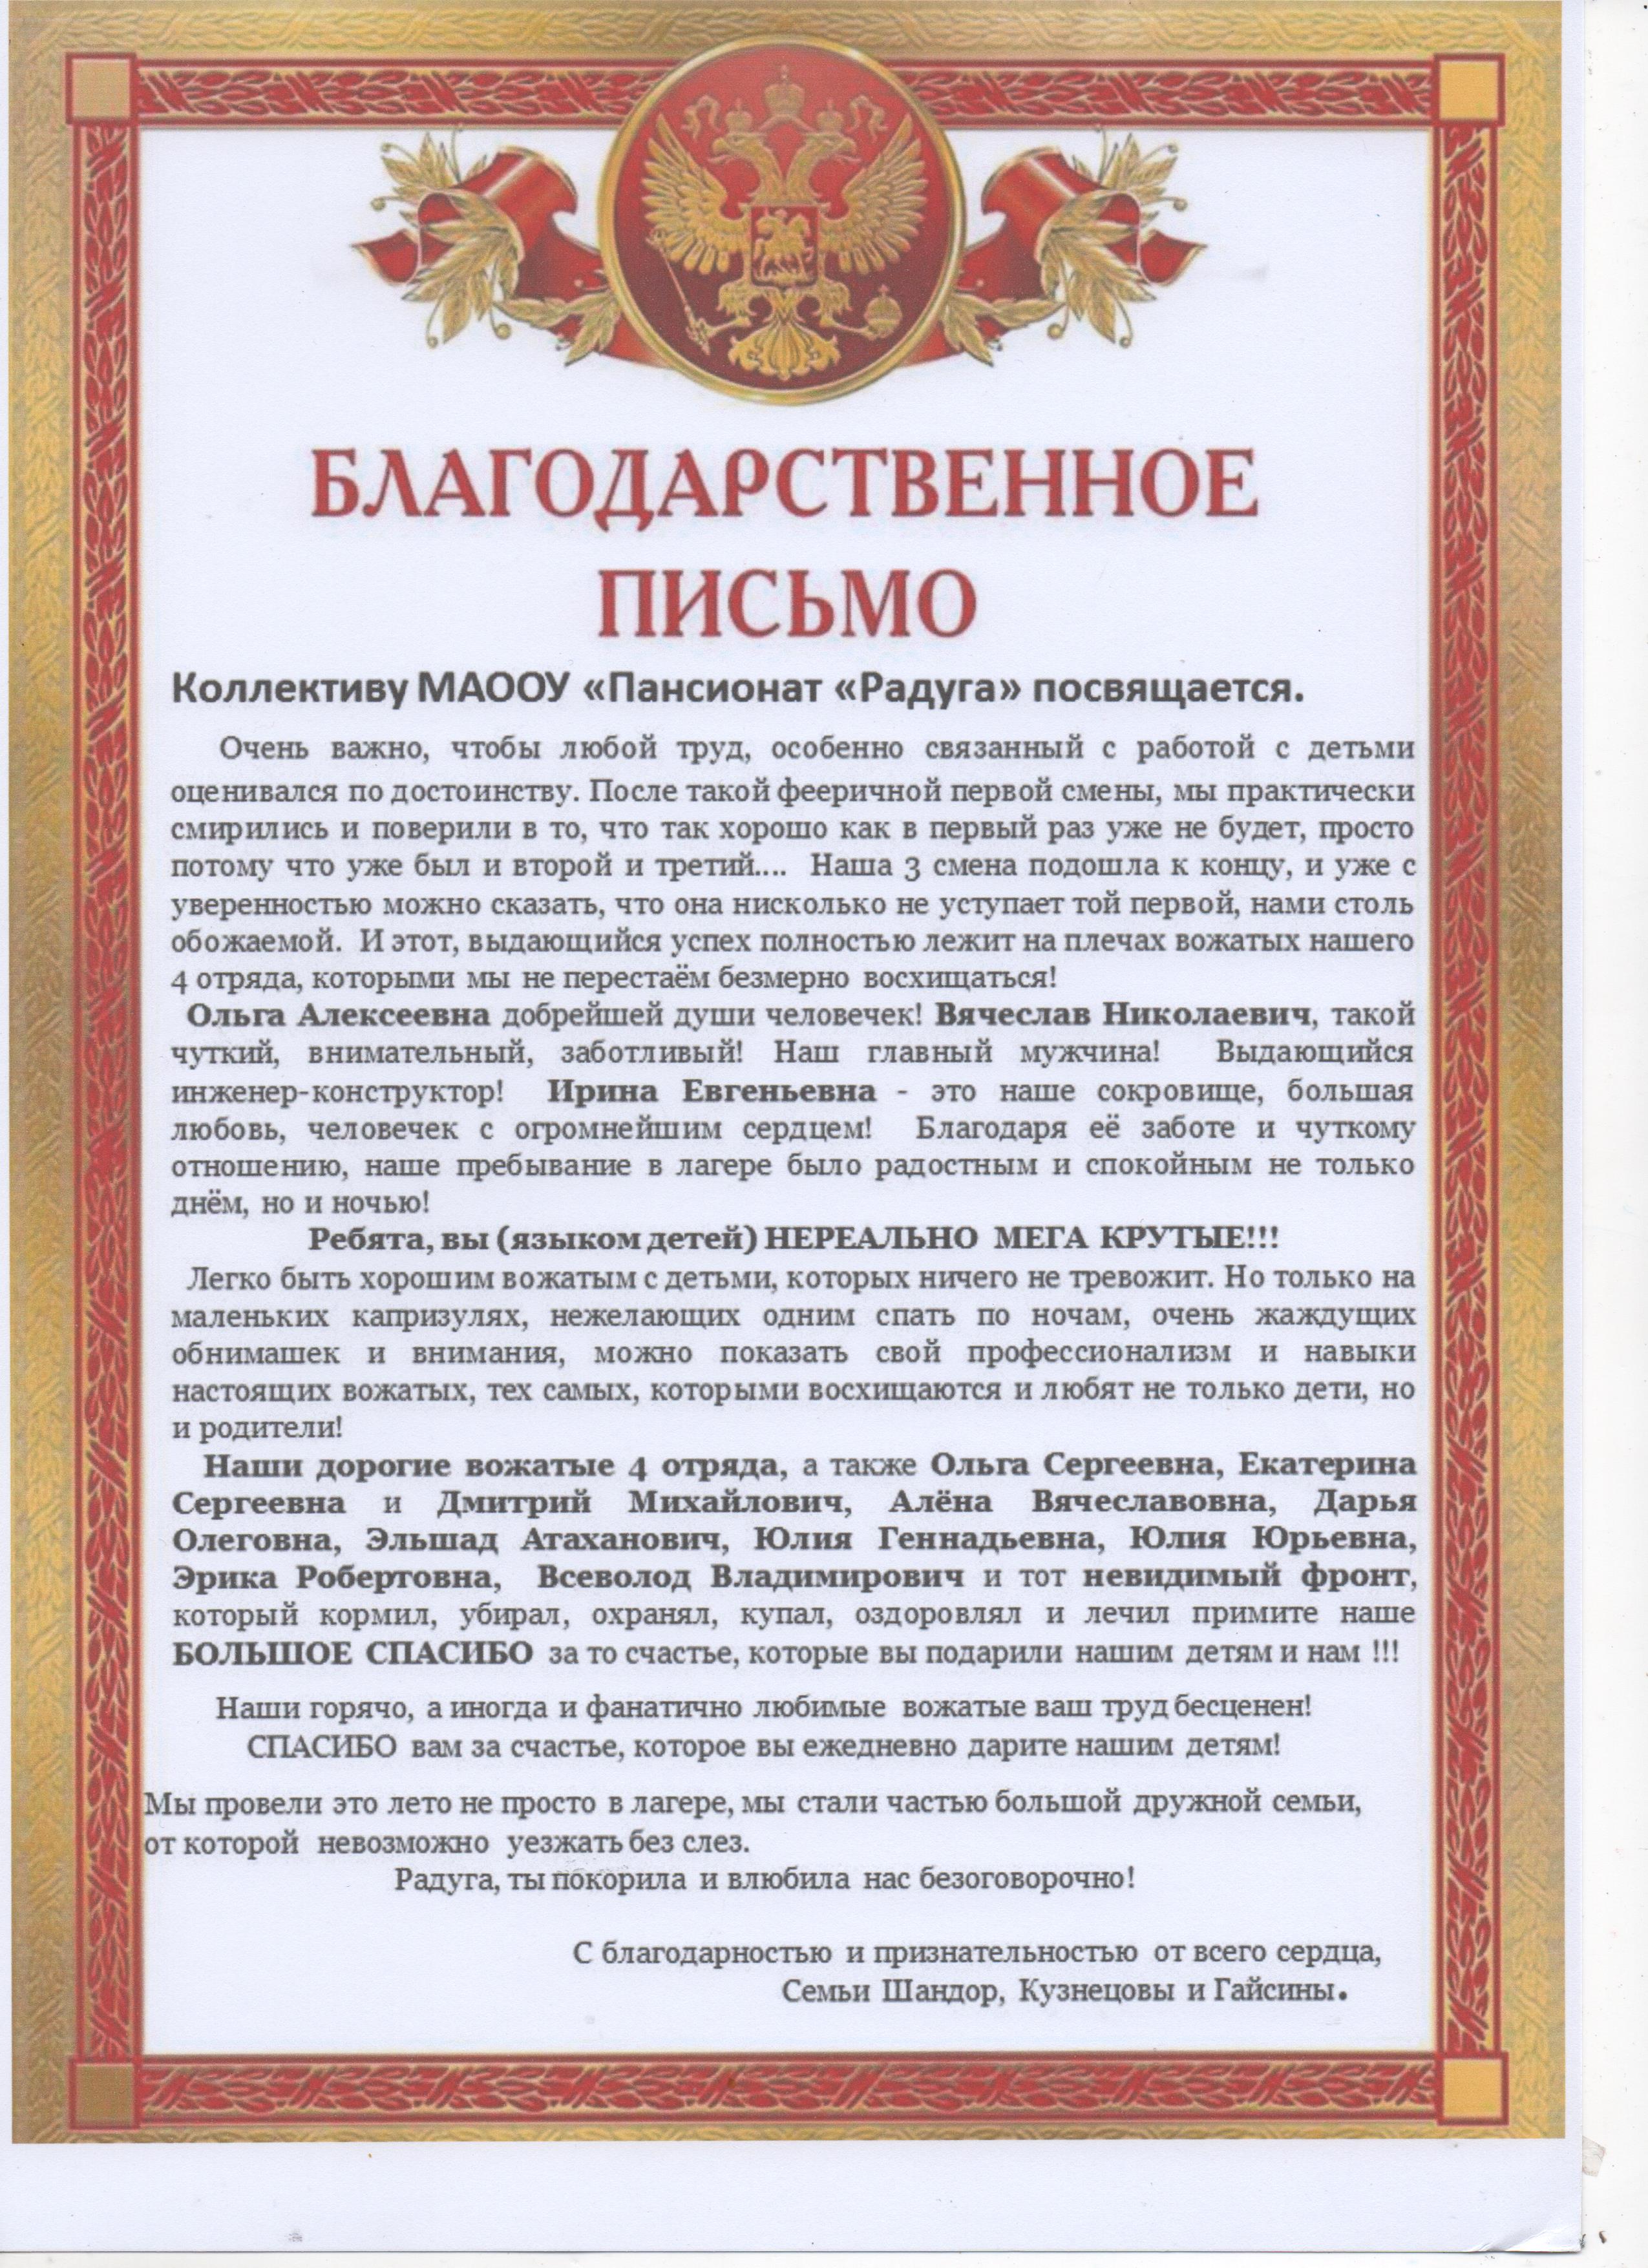 БЛАГОДАРСТВЕННОЕ
ПИСЬМО
Коллективу МАООУ «Пансионат «Радуга» посвящается.
Очень важно, чтобы любой труд, особенно связанный с работой с детьми
оценивался по достоинству. После такой фееричной первой смены, мы практически
смирились и поверили в то, что так хорошо как в первый раз уже не будет, просто
потому что уже был и второй и третий.... Наша 3 смена подошла к концу, и уже с
уверенностью можно сказать, что она нисколько не уступает той первой, нами столь
обожаемой. И этот, выдающийся успех полностью лежит на плечах вожатых нашего
4 отряда, которыми мы не перестаём безмерно восхищаться!
Ольга Алексеевна добрейшей души человечек! Вячеслав Николаевич, такой
чуткий, внимательный, заботливый! Наш главный мужчина! Выдающийся
инженер-конструктор! Ирина Евгеньевна - это наше сокровище, большая
любовь, человечек с огромнейшим сердцем! Благодаря её заботе и чуткому
отношению, наше пребывание в лагере было радостным и спокойным не только
днём, но и ночью!
Ребята, вы (языком детей) НЕРЕАЛЬНО МЕГА КРУТЫЕ!!!
Легко быть хорошим вожатым с детьми, которых ничего не тревожит. Но только на
маленьких капризулях, нежелающих одним спать по ночам, очень жаждущих
обнимашек и внимания, можно показать свой профессионализм и навыки
настоящих вожатых, тех самых, которыми восхищаются и любят не только дети, но
и родители!
Наши дорогие вожатые 4 отряда, а также Ольга Сергеевна, Екатерина
Сергеевна и Дмитрий Михайлович, Алёна Вячеславовна, Дарья
Олеговна, Эльшад Атаханович, Юлия Геннадьевна, Юлия Юрьевна,
Эрика Робертовна, Всеволод Владимирович и тот невидимый фронт,
который кормил, убирал, охранял, купал, оздоровлял и лечил примите наше
БОЛЬШОЕ СПАСИБО за то счастье, которые вы подарили нашим детям и нам !!!
Наши горячо, а иногда и фанатично любимые вожатые ваш труд бесценен!
СПАСИБО вам за счастье, которое вы ежедневно дарите нашим детям!
Мы провели это лето не просто в лагере, мы стали частью большой дружной семьи,
от которой невозможно уезжать без слез.
Радуга, ты покорила и влюбила нас безоговорочно!
С благодарностью и признательностью от всего сердца,
Семьи Шандор, Кузнецовы и Гайсины.